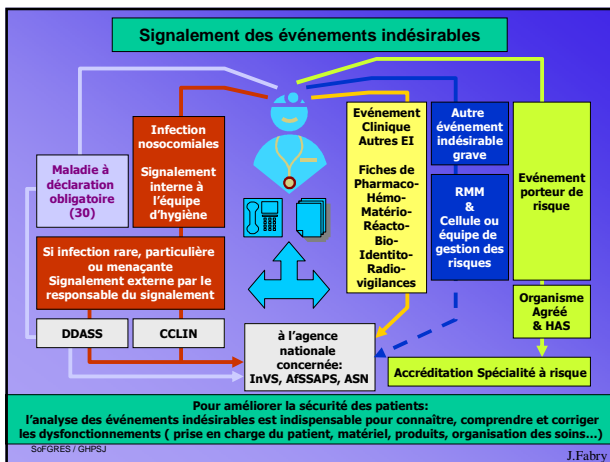 Signalement des événements indésirables
Maladie à
déclaration
obligatoire
(30)
Infection
nosocomiales
Signalement
interne à
l'équipe
d'hygiène
Si infection rare, particulière
ou menaçante
Signalement externe par le
responsable du signalement
DDASS
CCLIN
Evénement
Clinique
Autres EI
Fiches de
Pharmaco-
Hémo-
Matério-
Réacto-
Bio-
Identito-
Radio-
vigilances
Autre
événement
indésirable
grave
RMM
&
Cellule ou
équipe de
gestion des
risques
Evénement
porteur de
risque
Organisme
Agréé
& HAS
à l'agence
nationale
concernée:
InVS, AfSSAPS, ASN
Accréditation Spécialité à risque
Pour améliorer la sécurité des patients:
l'analyse des événements indésirables est indispensable pour connaître, comprendre et corriger
les dysfonctionnements ( prise en charge du patient, matériel, produits, organisation des soins...)
SoFGRES / GHPSJ
J.Fabry